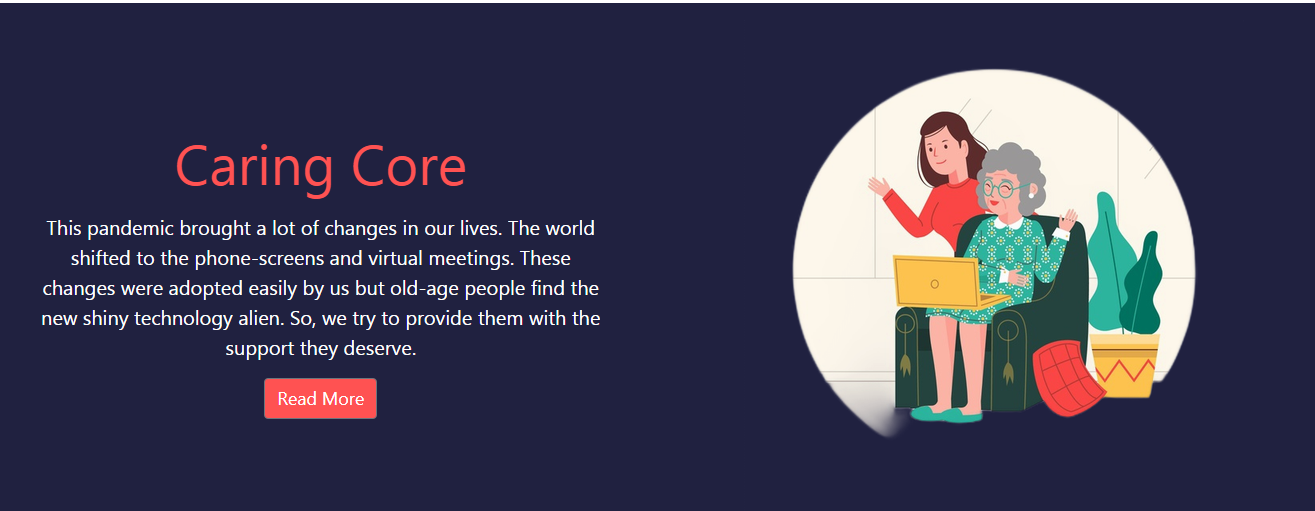 Caring Core
This pandemic brought a lot of changes in our lives. The world
shifted to the phone-screens and virtual meetings. These
changes were adopted easily by us but old-age people find the
new shiny technology alien. So, we try to provide them with the
support they deserve.
Read More